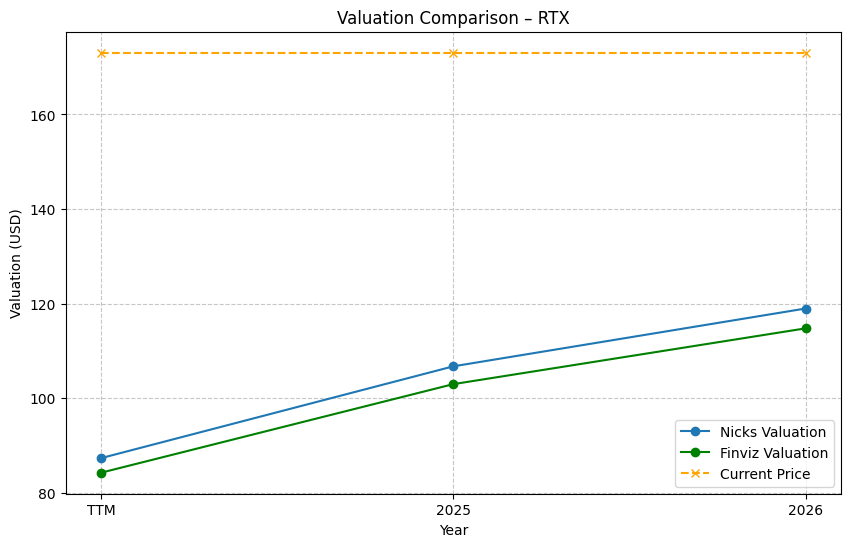 Valuation Comparison – RTX
Valuation (USD)
160
140
120
100
80
TTM
2025
2026
Year
Nicks Valuation
Finviz Valuation
Current Price